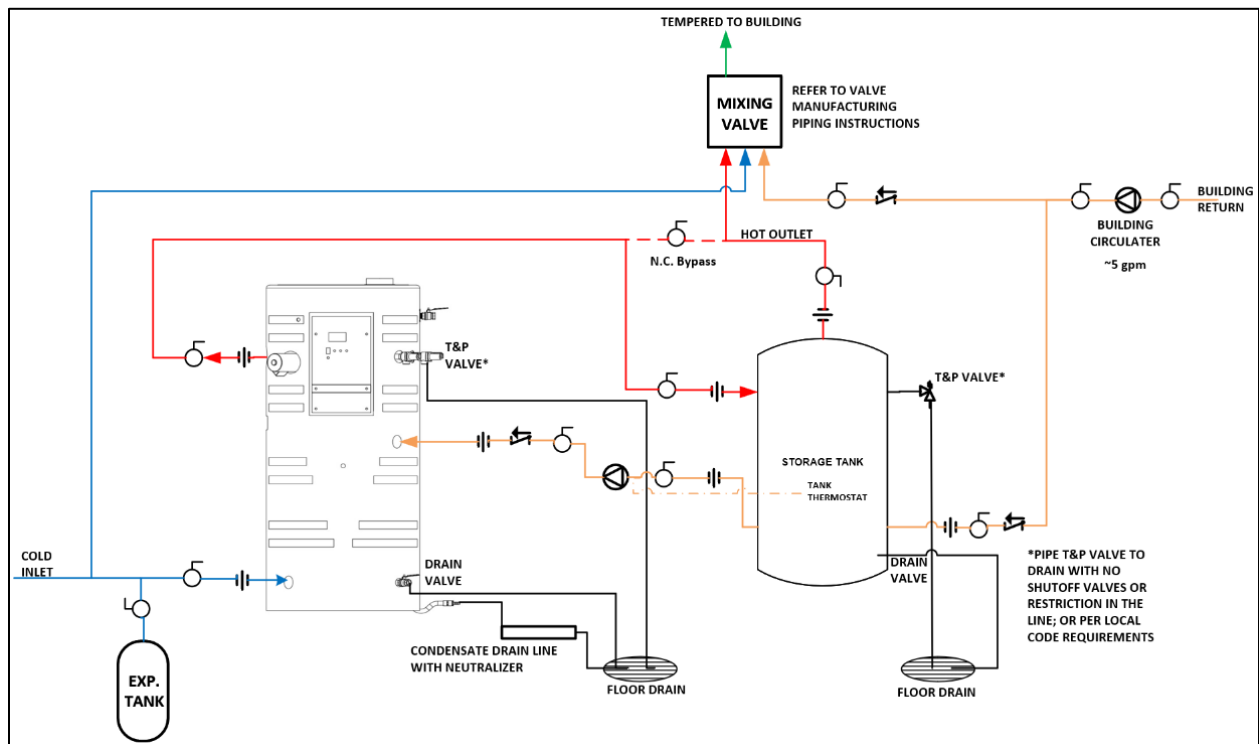 TEMPERED TO BUILDING
MIXING
VALVE
REFER TO VALVE
MANUFACTURING
PIPING INSTRUCTIONS
BUILDING
RETURN
BUILDING
CIRCULATER
~5 gpm
HOT OUTLET
N.C. Bypass
T&P
VALVE*
T&P VALVE*
STORAGE TANK
TANK
THERMOSTAT
COLD
INLET
DRAIN
VALVE
DRAIN
VALVE
*PIPE T&P VALVE TO
DRAIN WITH NO
SHUTOFF VALVES OR
RESTRICTION IN THE
LINE; OR PER LOCAL
CODE REQUIREMENTS
CONDENSATE DRAIN LINE
WITH NEUTRALIZER
EXP.
TANK
FLOOR DRAIN
FLOOR DRAIN